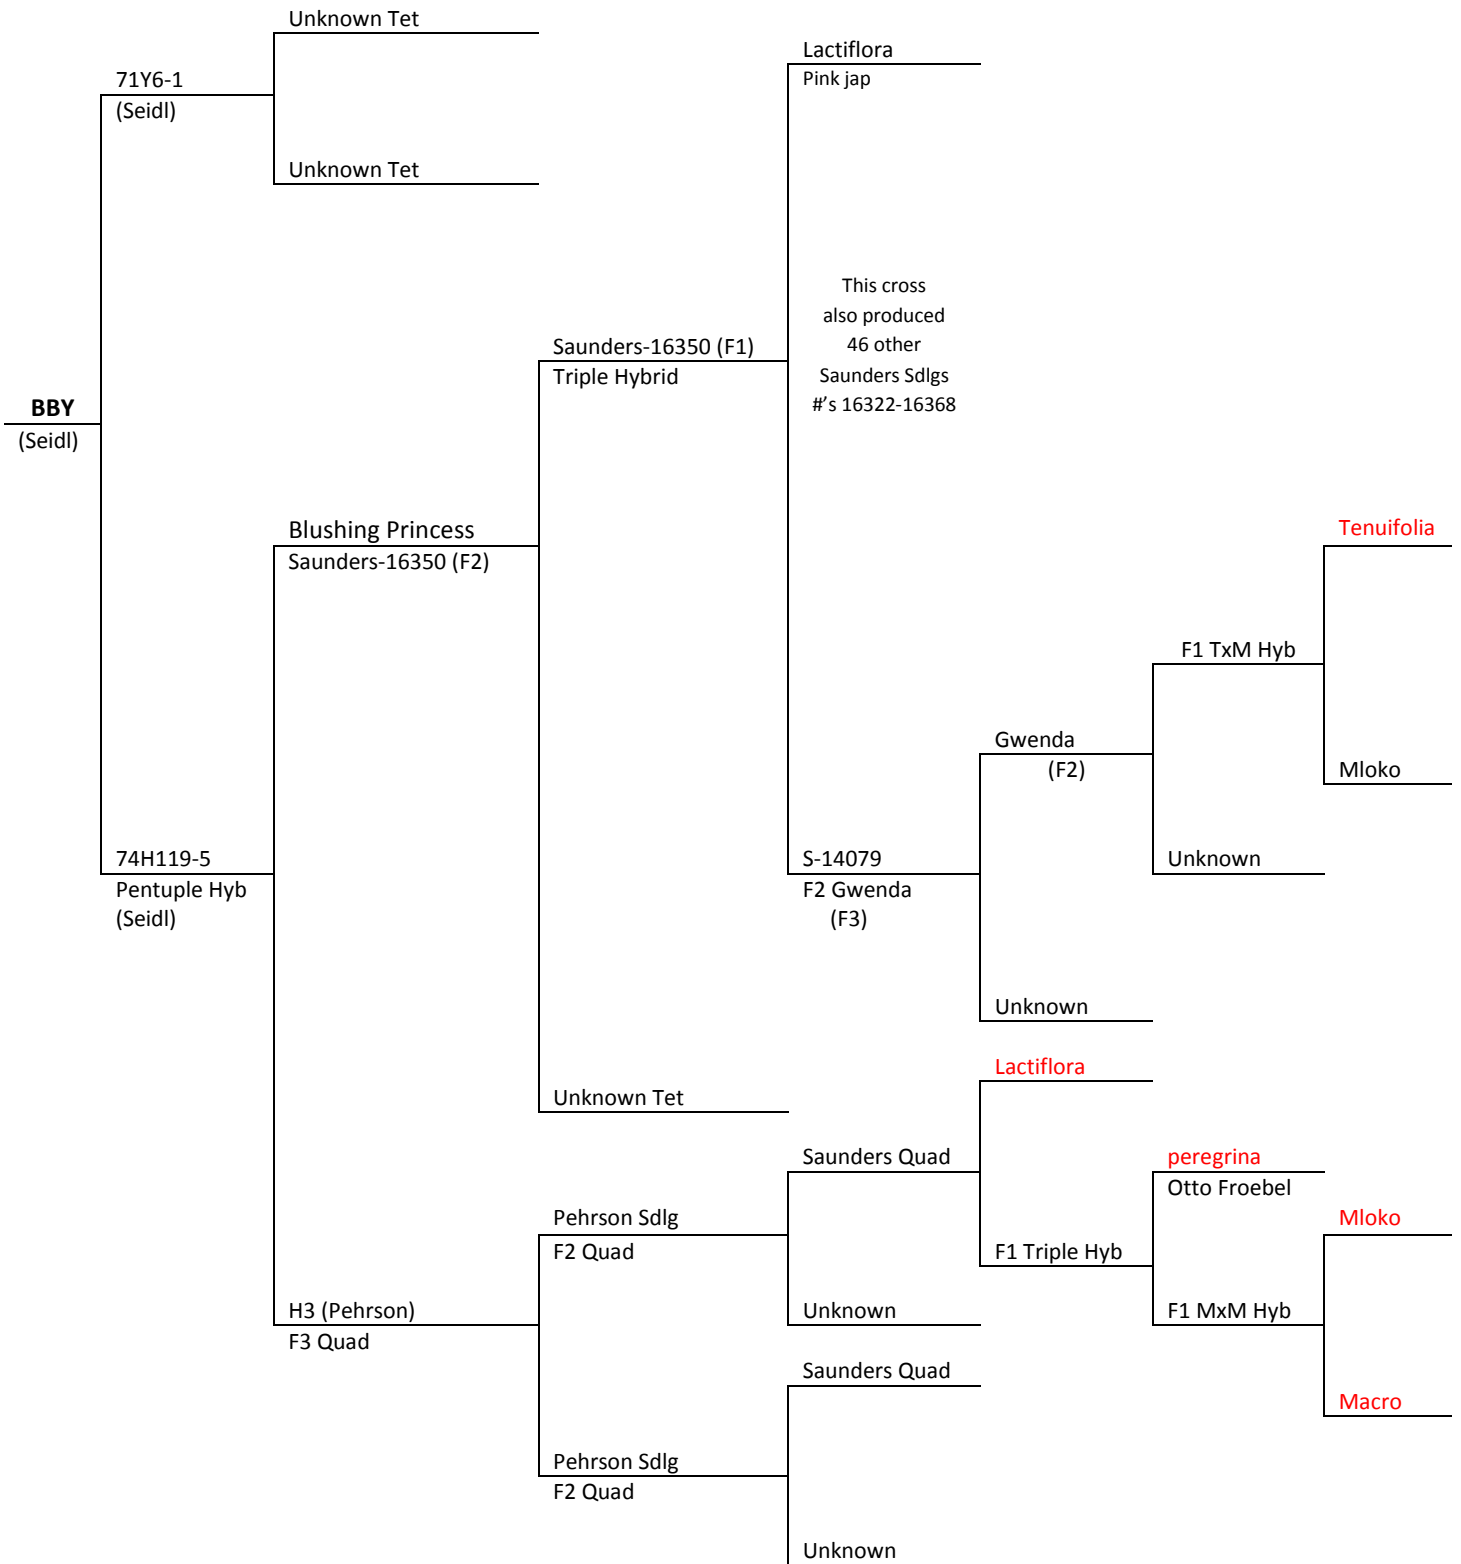 Unknown Tet
Lactiflora
Pink jap
71Y6-1
(Seidl)
Unknown Tet
This cross
also produced
46 other
Saunders Sdlgs
#'s 16322-16368
Saunders-16350 (F1)
Triple Hybrid
BBY
(Seidl)
Blushing Princess
Saunders-16350 (F2)
Tenuifolia
F1 TxM Hyb
Gwenda
(F2)
Mloko
74H119-5
Pentuple Hyb
(Seidl)
S-14079
F2 Gwenda
(F3)
Unknown
Unknown
Lactiflora
Unknown Tet
Saunders Quad
peregrina
Otto Froebel
Pehrson Sdlg
F2 Quad
F1 Triple Hyb
Mloko
H3 (Pehrson)
F3 Quad
Unknown
F1 MxM Hyb
Saunders Quad
Macro
Pehrson Sdlg
F2 Quad
Unknown